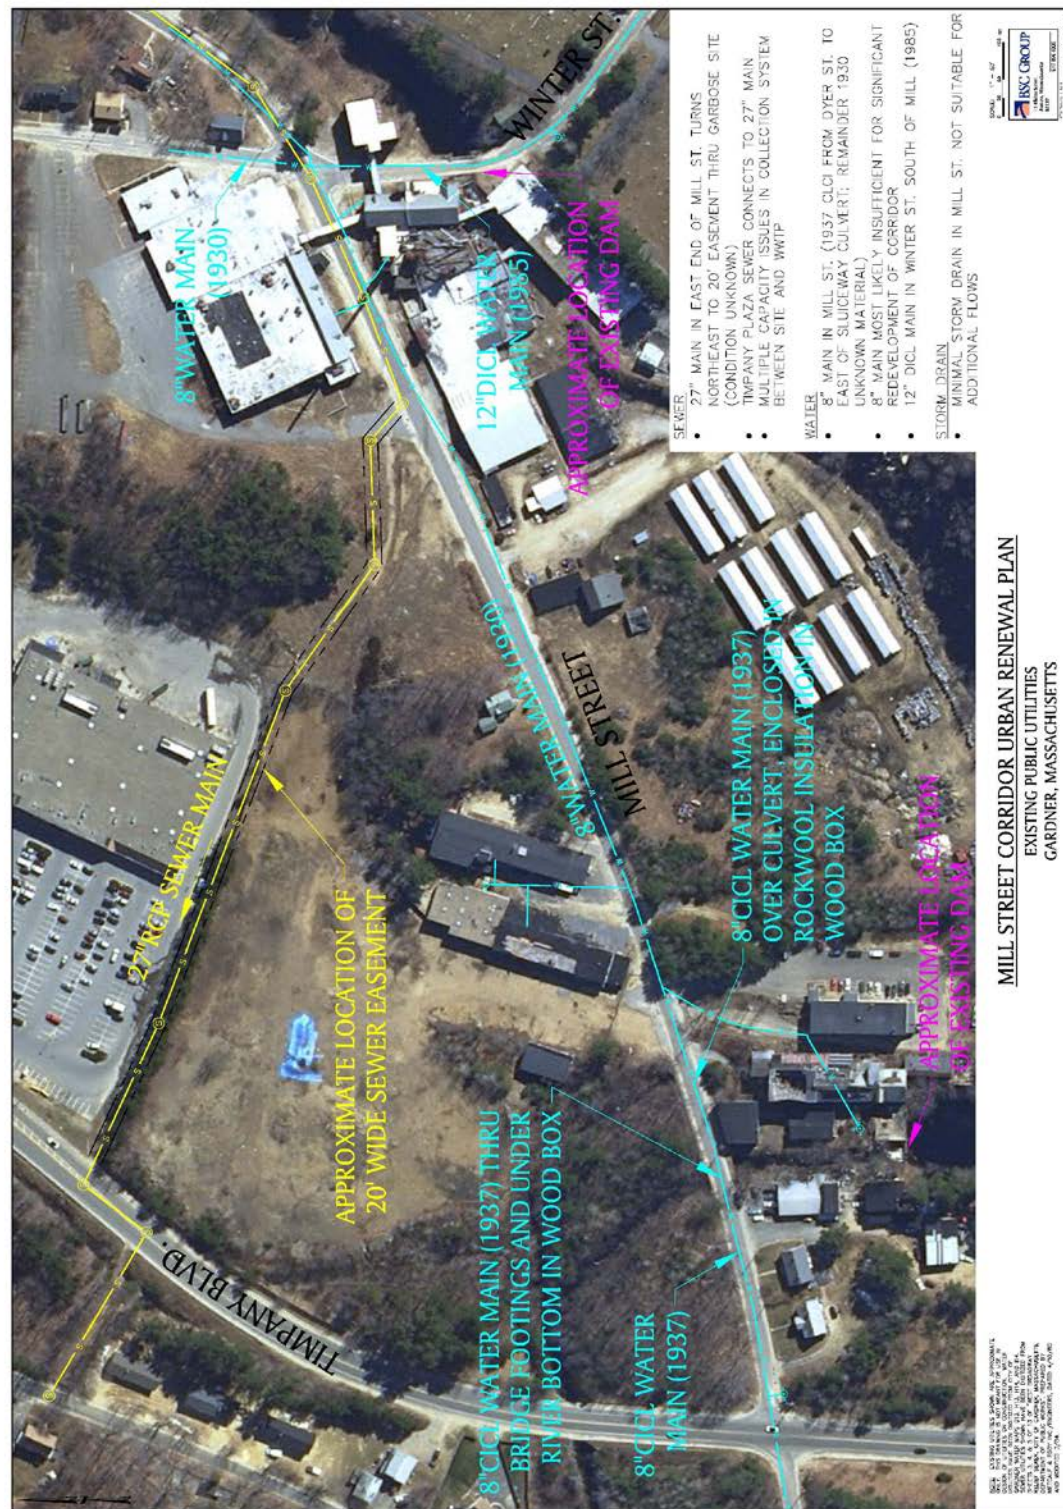 SEWER
• 27" MAIN IN EAST END OF MILL ST. TURNS
NORTHEAST TO 20' EASEMENT THRU GARBOSE SITE
(CONDITION UNKNOWN)
• TIMPANY PLAZA SEWER CONNECTS TO 27" MAIN
• MULTIPLE CAPACITY ISSUES IN COLLECTION SYSTEM
BETWEEN SITE AND WWTP
WATER
• 8" MAIN IN MILL ST. (1937 CLCI FROM DYER ST. TO
EAST OF SLUICEWAY CULVERT; REMAINDER 1930
UNKNOWN MATERIAL)
• 8" MAIN MOST LIKELY INSUFFICIENT FOR SIGNIFICANT
REDEVELOPMENT OF CORRIDOR
• 12" DICL MAIN IN WINTER ST. SOUTH OF MILL (1985)
STORM DRAIN
• MINIMAL STORM DRAIN IN MILL ST. NOT SUITABLE FOR
ADDITIONAL FLOWS
BSC GROUP
WINTER ST.
8"WATER MAIN
(1930)
12"DICL WATER
MAIN (1985)
APPROXIMATE LOCATION
OF EXISTING DAM
27"RCP SEWER MAIN
8"WATER MAIN (1930)
MILL STREET
APPROXIMATE LOCATION OF
20' WIDE SEWER EASEMENT
8"CICL WATER MAIN (1937)
OVER CULVERT, ENCLOSED IN
ROCKWOOL INSULATION IN
WOOD BOX
APPROXIMATE LOCATION
OF EXISTING DAM
TIMPANY BLVD.
8"CICL WATER MAIN (1937) THRU
BRIDGE FOOTINGS AND UNDER
RIVER BOTTOM IN WOOD BOX
8"CICL WATER
MAIN (1937)
MILL STREET CORRIDOR URBAN RENEWAL PLAN
EXISTING PUBLIC UTILITIES
GARDNER, MASSACHUSETTS